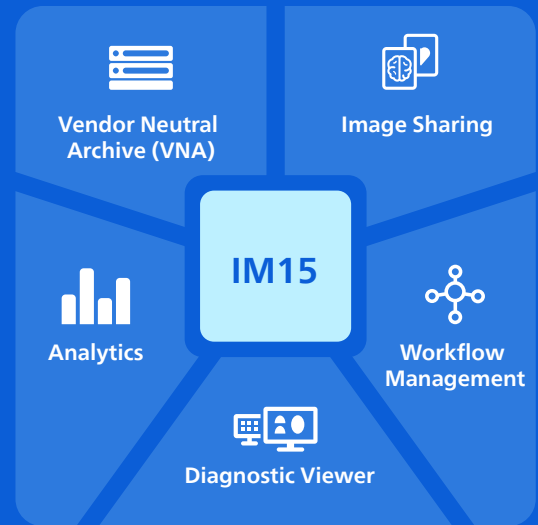 Vendor Neutral
Archive (VNA)
Image Sharing
IM15
Analytics
Workflow
Management
Diagnostic Viewer